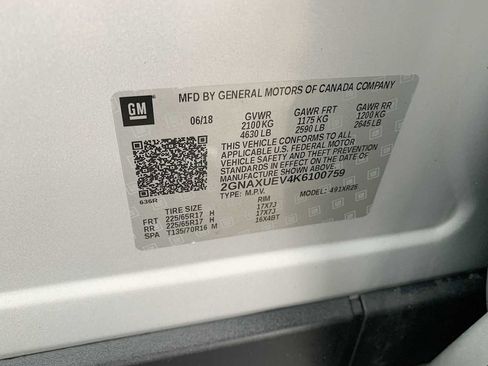 GM
MFD BY GENERAL MOTORS OF CANADA COMPANY
06/18 GVWR GAWR FRT GAWR RR
2100 KG 1175 KG 1200 KG
4630 LB 2590 LB 2645 LB
THIS VEHICLE CONFORMS TO ALL APPLICABLE
U.S. FEDERAL MOTOR
VEHICLE SAFETY AND THEFT PREVENTION
STANDARDS IN EFFECT ON THE DATE OF
MANUFACTURE SHOWN ABOVE.
2GNAXUEV4K6100759
TYPE: M.P.V. MODEL: 491XR26
636R
TIRE SIZE RIM
FRT 225/65R17 H 17X7J
RR 225/65R17 H 17X7J
SPA T135/70R16 M 16X4BT